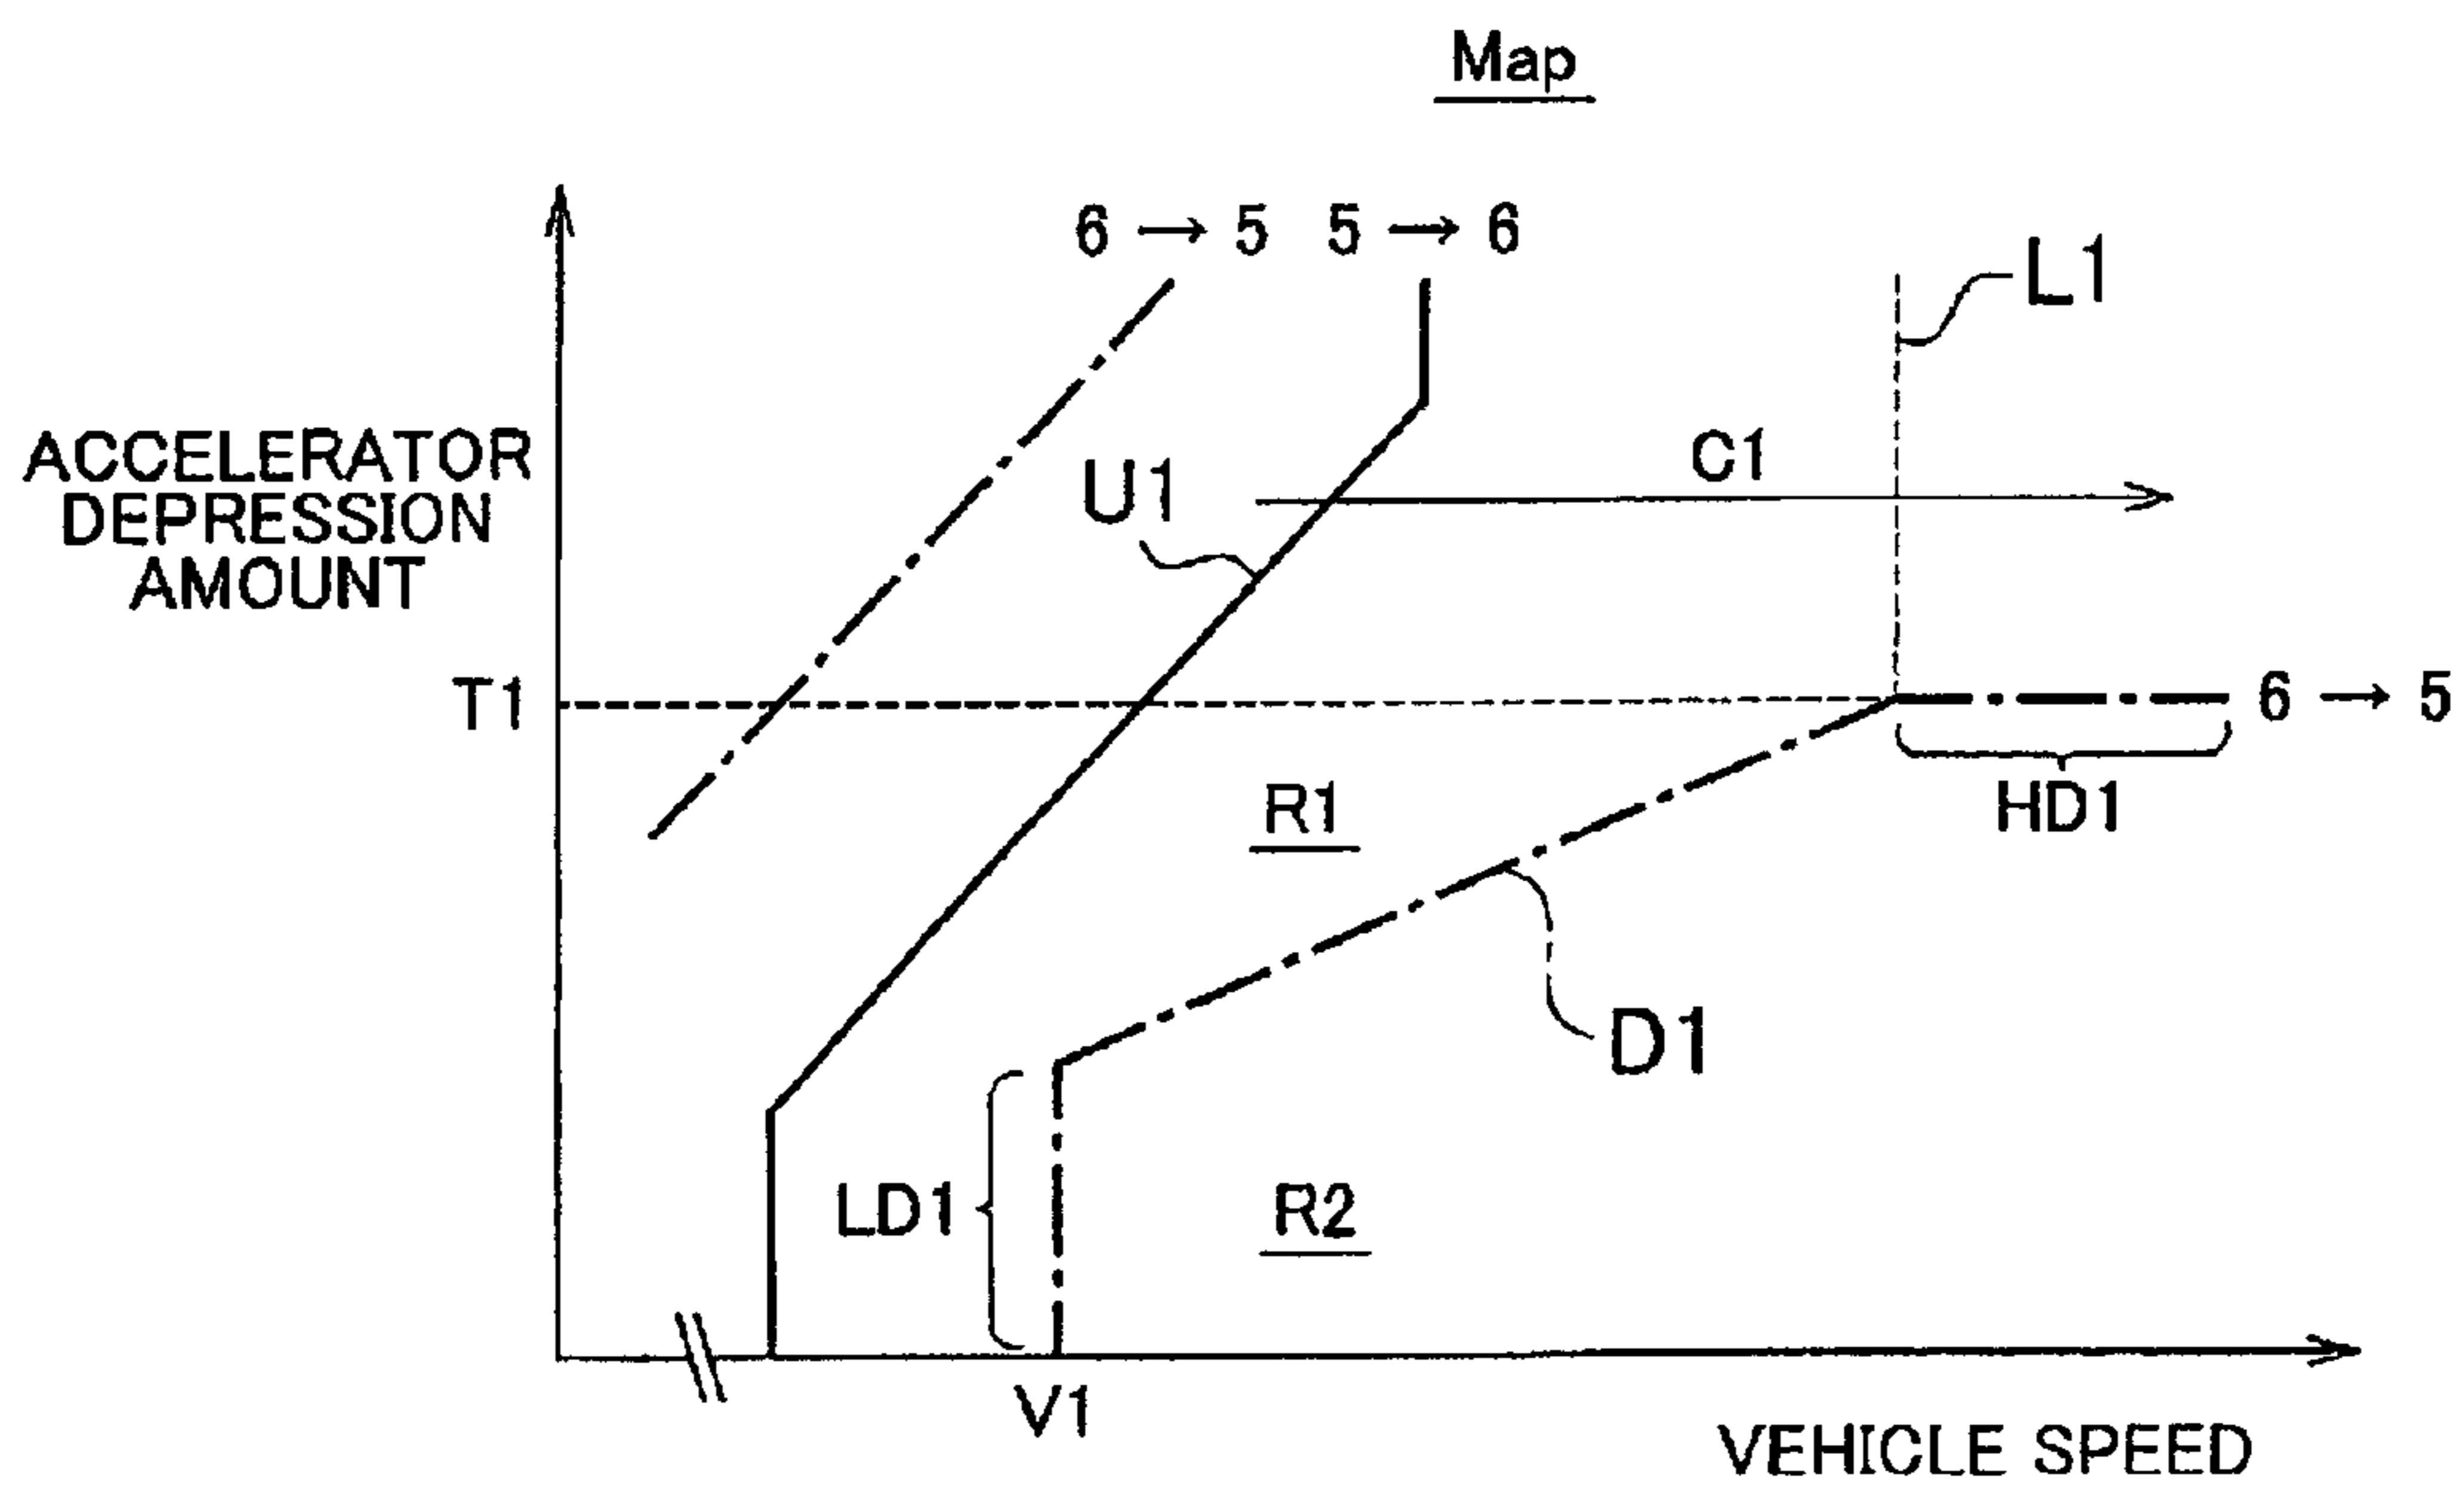 Map
6 → 5 5 → 6
L1
ACCELERATOR
DEPRESSION
AMOUNT
U1
C1
T1
6 → 5
HD1
R1
D1
LD1
R2
V1
VEHICLE SPEED